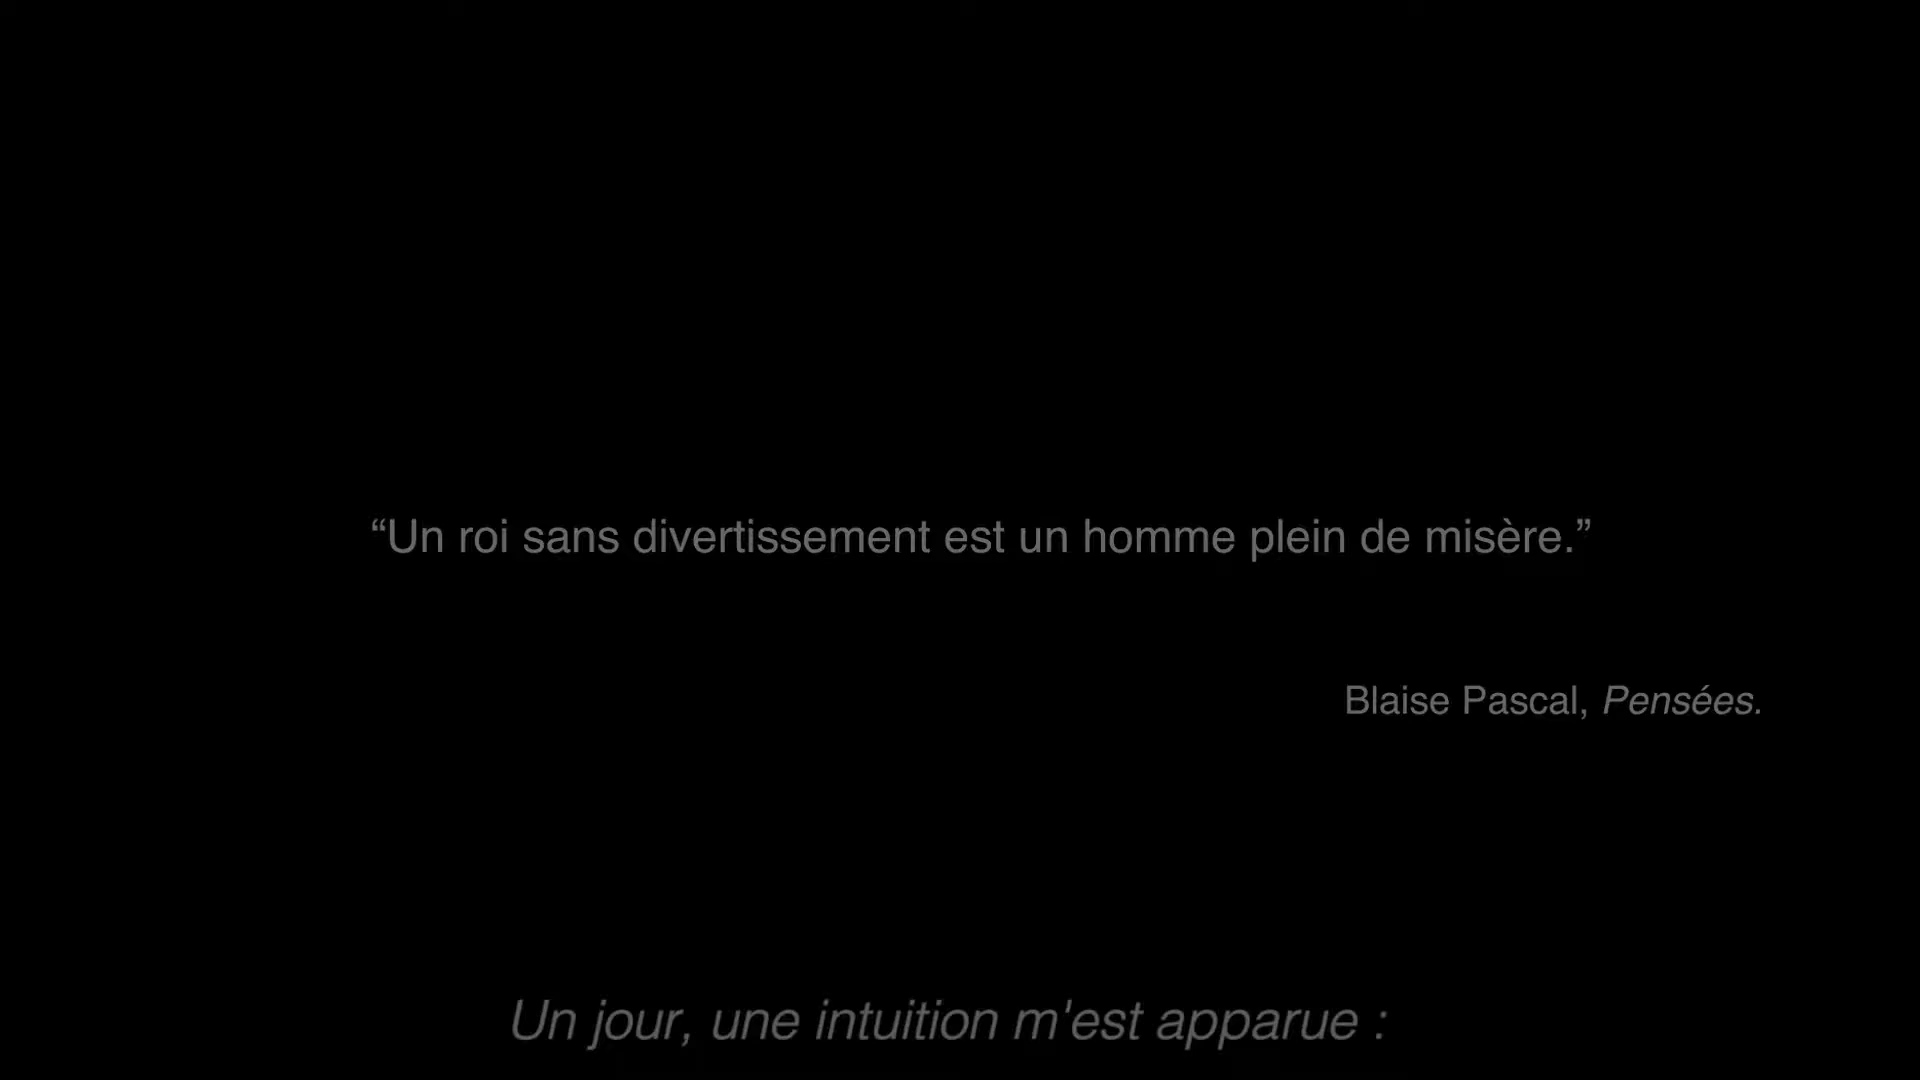 “Un roi sans divertissement est un homme plein de misère.”
Blaise Pascal, Pensées.
Un jour, une intuition m'est apparue :